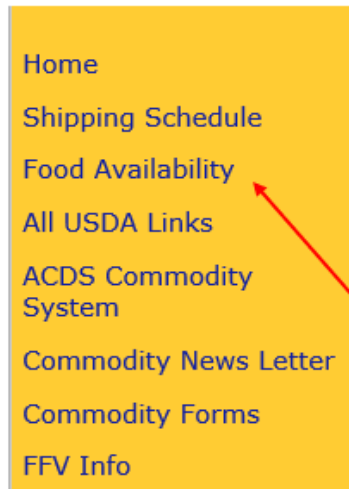 Home
Shipping Schedule
Food Availability
All USDA Links
ACDS Commodity
System
Commodity News Letter
Commodity Forms
FFV Info